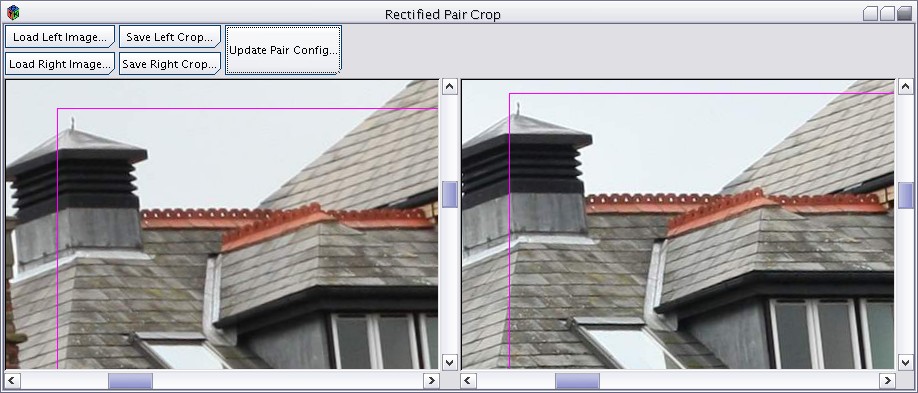 Rectified Pair Crop
Load Left Image...
Save Left Crop...
Update Pair Config...
Load Right Image...
Save Right Crop...